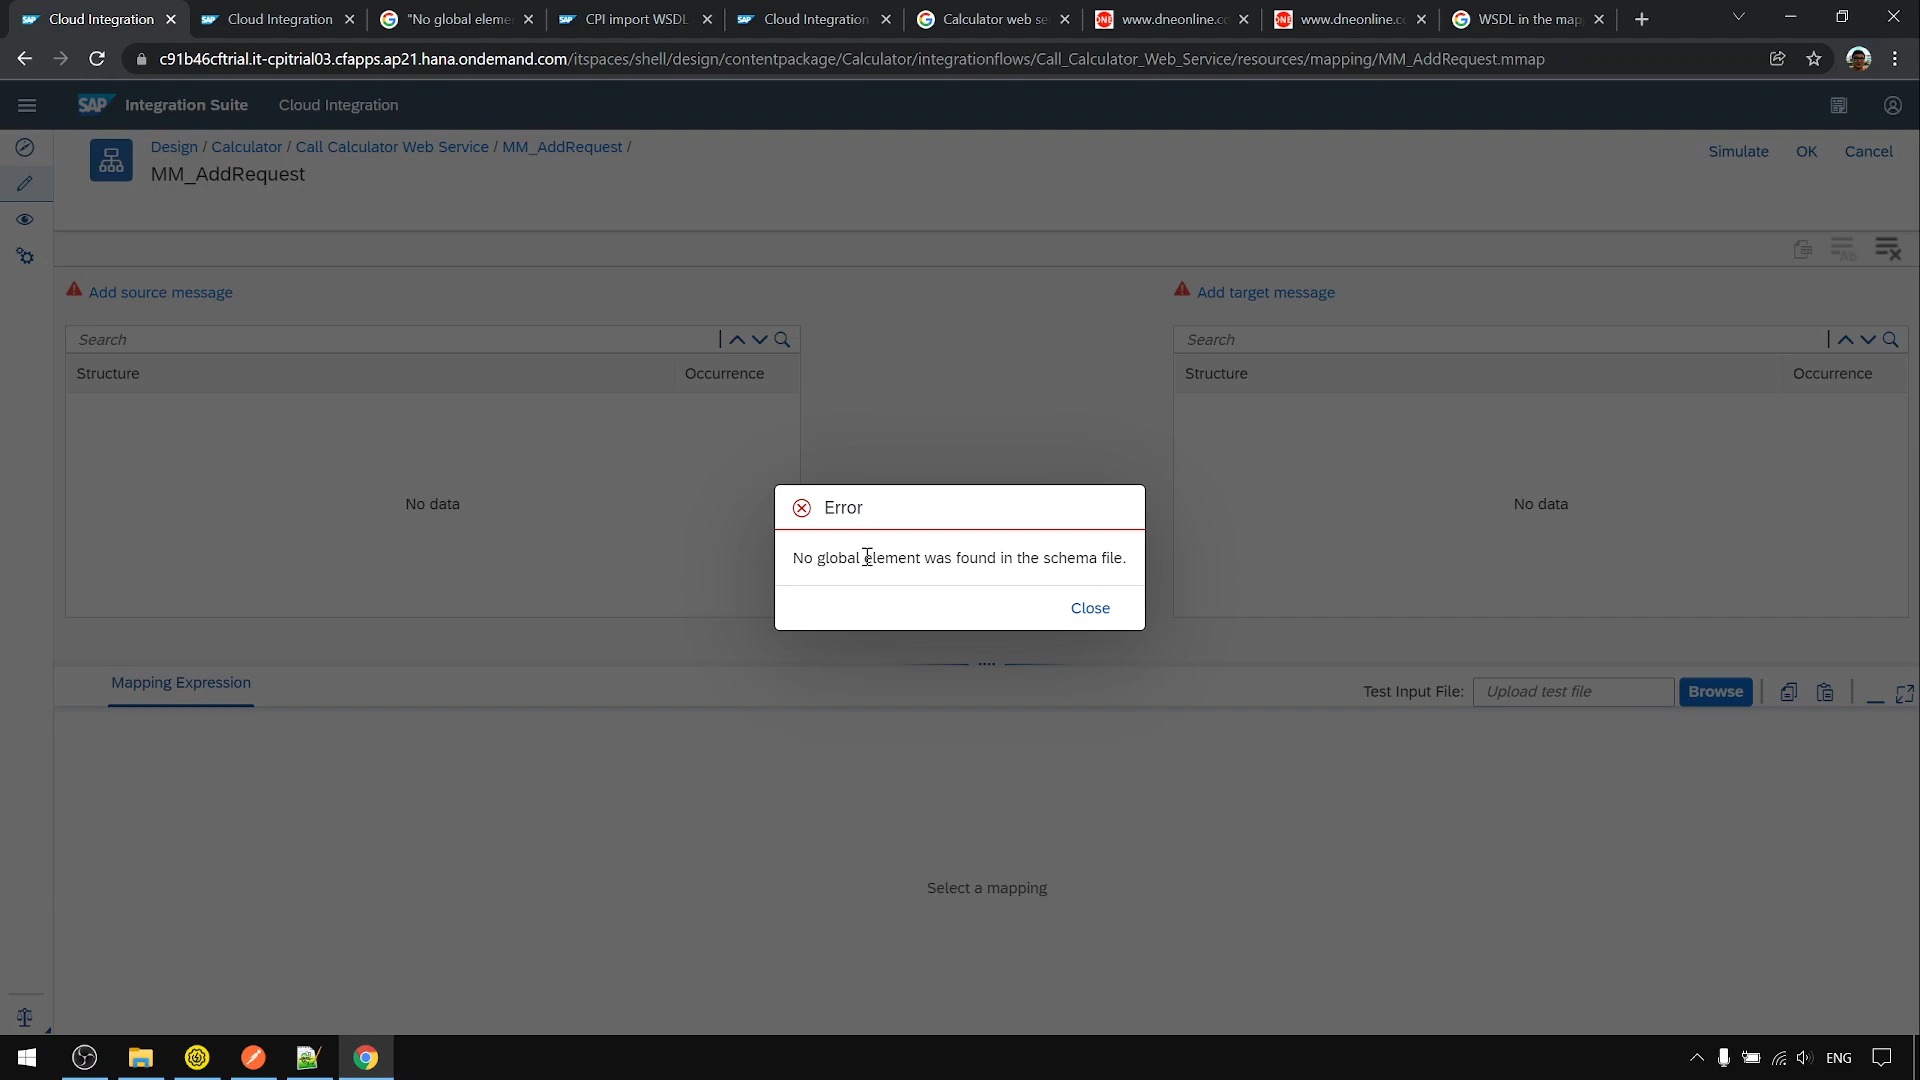 Cloud Integration
Cloud Integration
"No global eleme
CPI import WSDL
Cloud Integration
Calculator web se
www.dneonline.co
www.dneonline.co
WSDL in the map
c91b46cftrial.it-cpitrial03.cfapps.ap21.hana.ondemand.com/itspaces/shell/design/contentpackage/Calculator/integrationflows/Call_Calculator_Web_Service/resources/mapping/MM_AddRequest.mmap
SAP Integration Suite Cloud Integration
Design / Calculator / Call Calculator Web Service / MM_AddRequest /
MM_AddRequest
Simulate OK Cancel
Add source message
Add target message
Search
Search
Structure Occurrence
Structure Occurrence
No data
No data
Error
No global element was found in the schema file.
Close
Mapping Expression
Test Input File: Upload test file Browse
Select a mapping
ENG